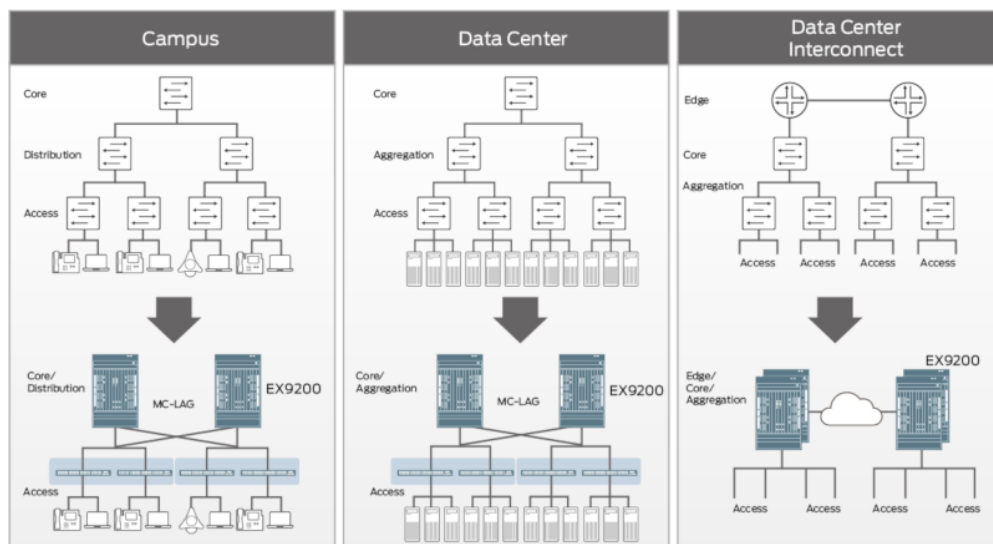 Campus
Core
Distribution
Access
Core/
Distribution
MC-LAG
EX9200
Access
Data Center
Core
Aggregation
Access
Core/
Aggregation
MC-LAG
EX9200
Access
Data Center
Interconnect
Edge
Core
Aggregation
Access Access Access Access
EX9200
Edge/
Core/
Aggregation
Access Access Access Access